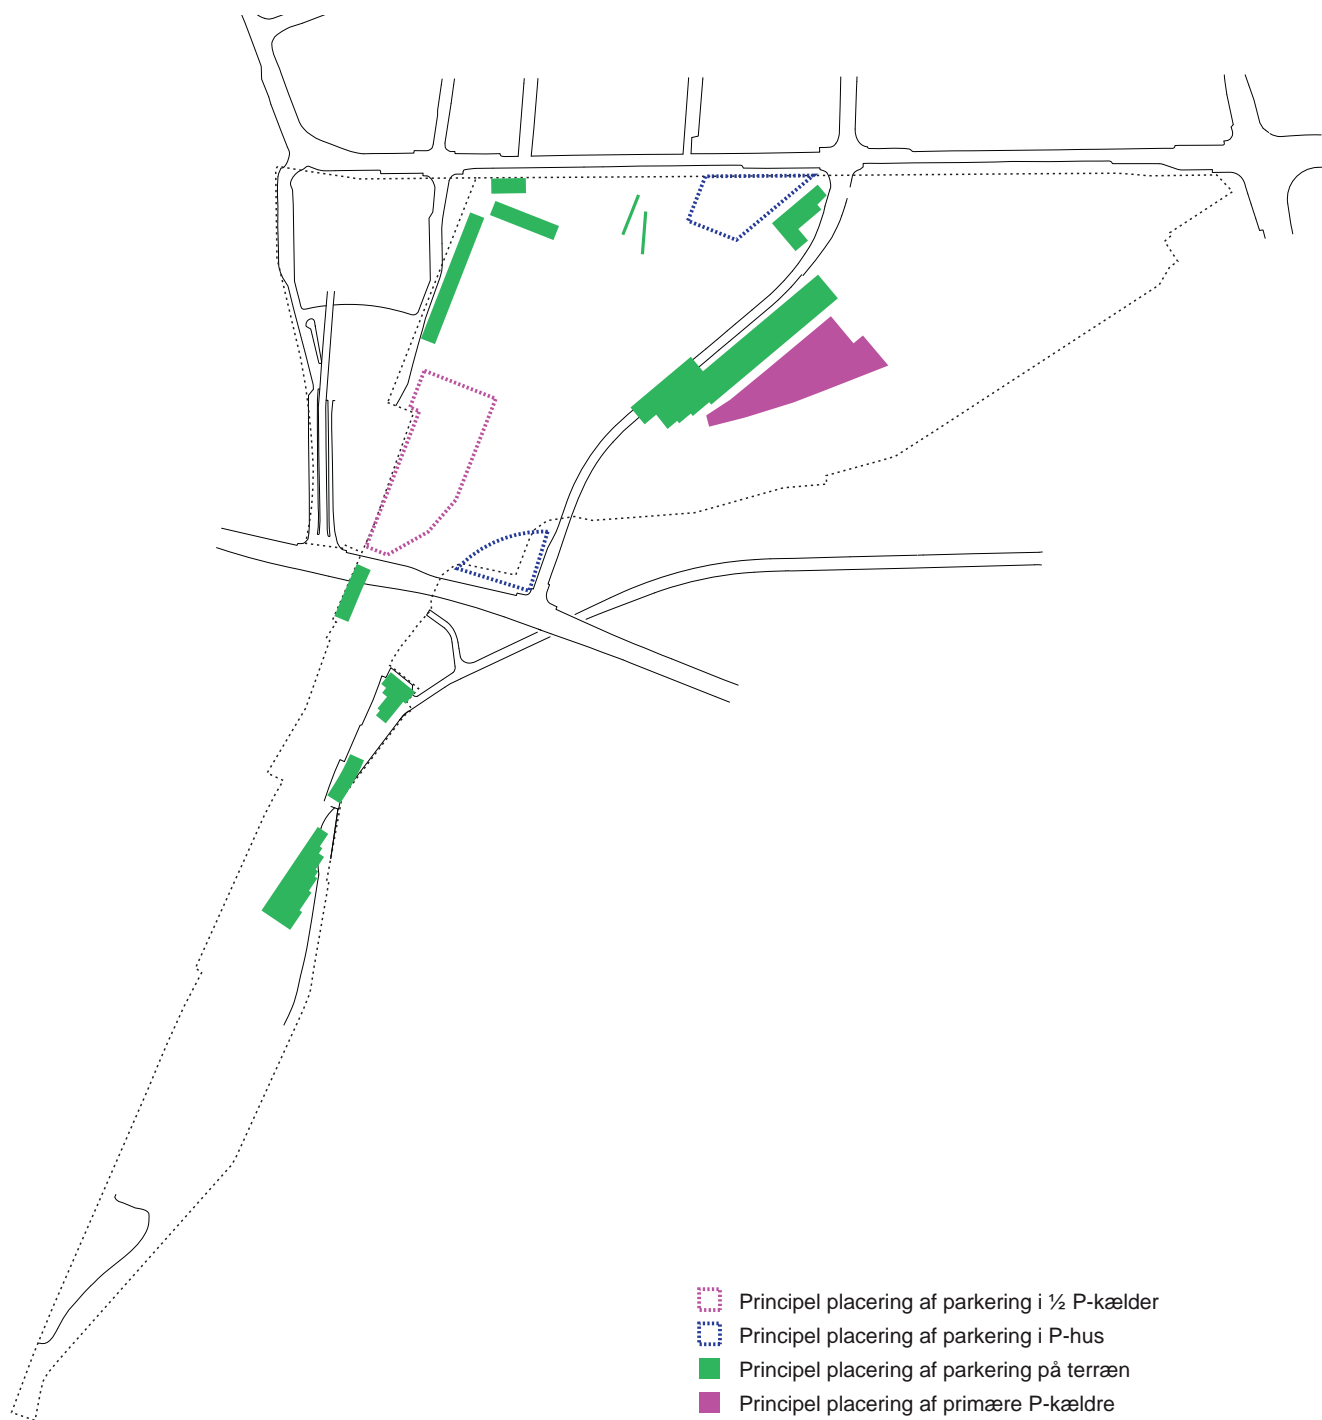 Principel placering af parkering i ½ P-kælder
Principel placering af parkering i P-hus
Principel placering af parkering på terræn
Principel placering af primære P-kældre